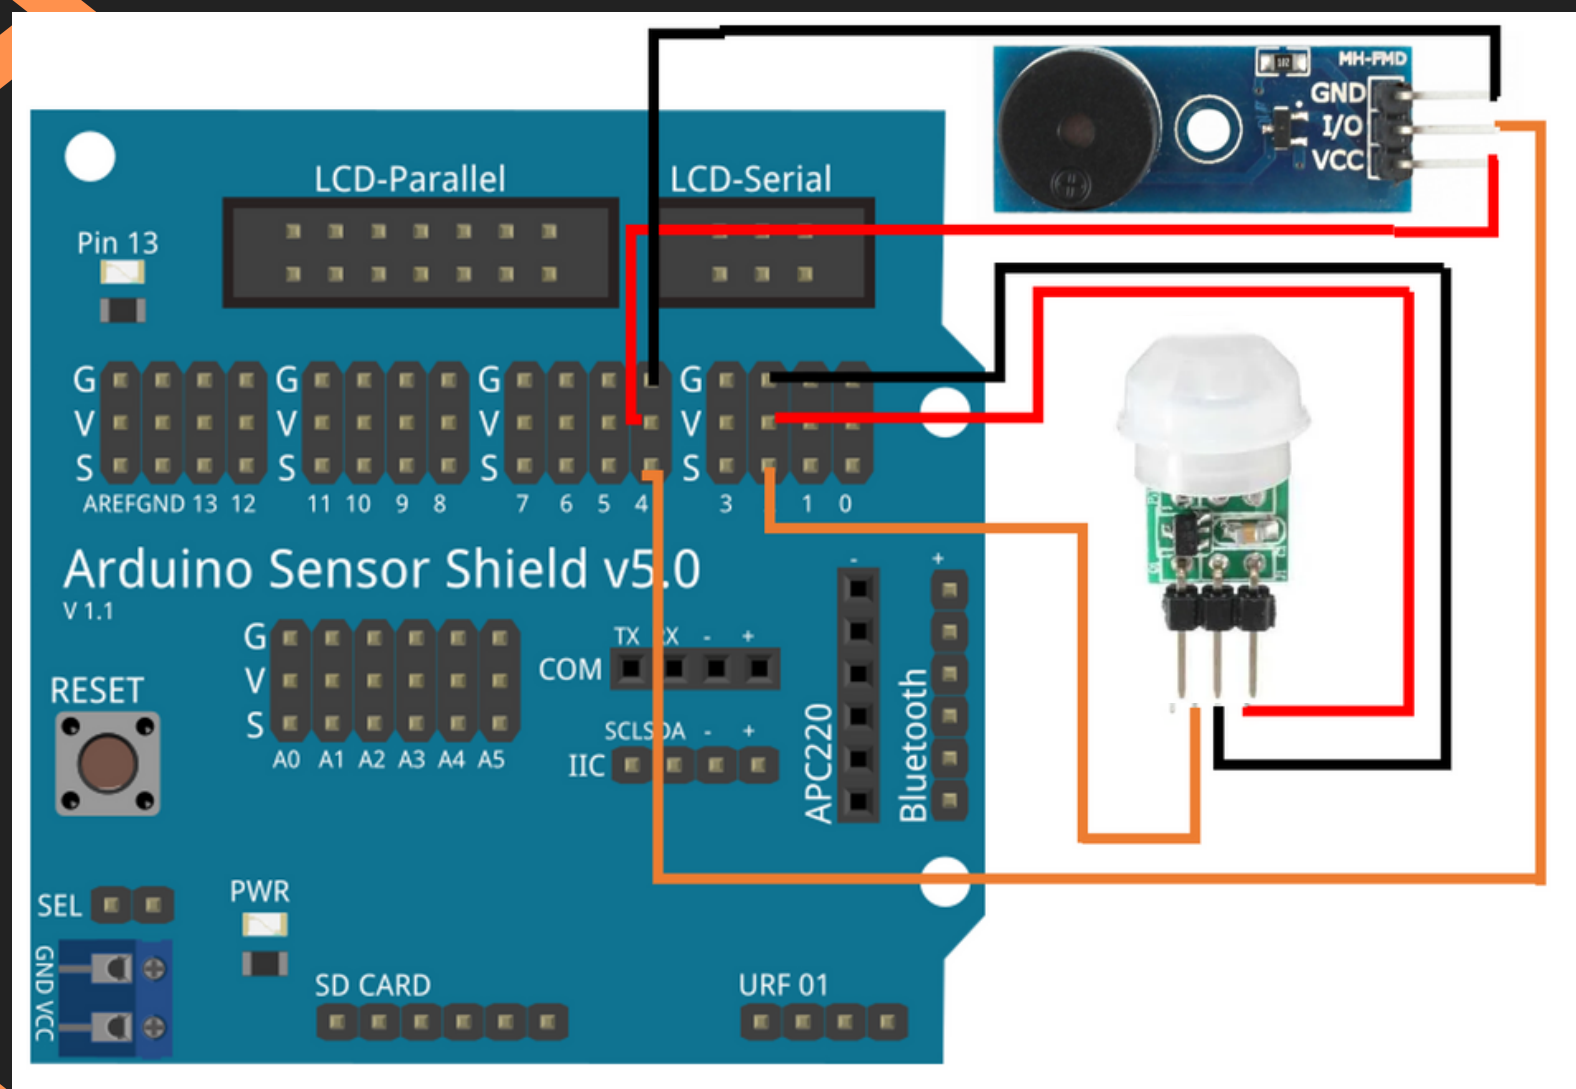 MH-FMD
102
GND
I/O
VCC
LCD-Parallel
LCD-Serial
Pin 13
G G G G
V V V V
S S S S
AREF GND 13 12 11 10 9 8 7 6 5 4 3 1 0
Arduino Sensor Shield v5.0
V 1.1
- +
G
V
S
A0 A1 A2 A3 A4 A5
TX RX - +
COM
SCL SDA - +
IIC
APC220
Bluetooth
RESET
SEL
PWR
GND VCC
SD CARD
URF 01